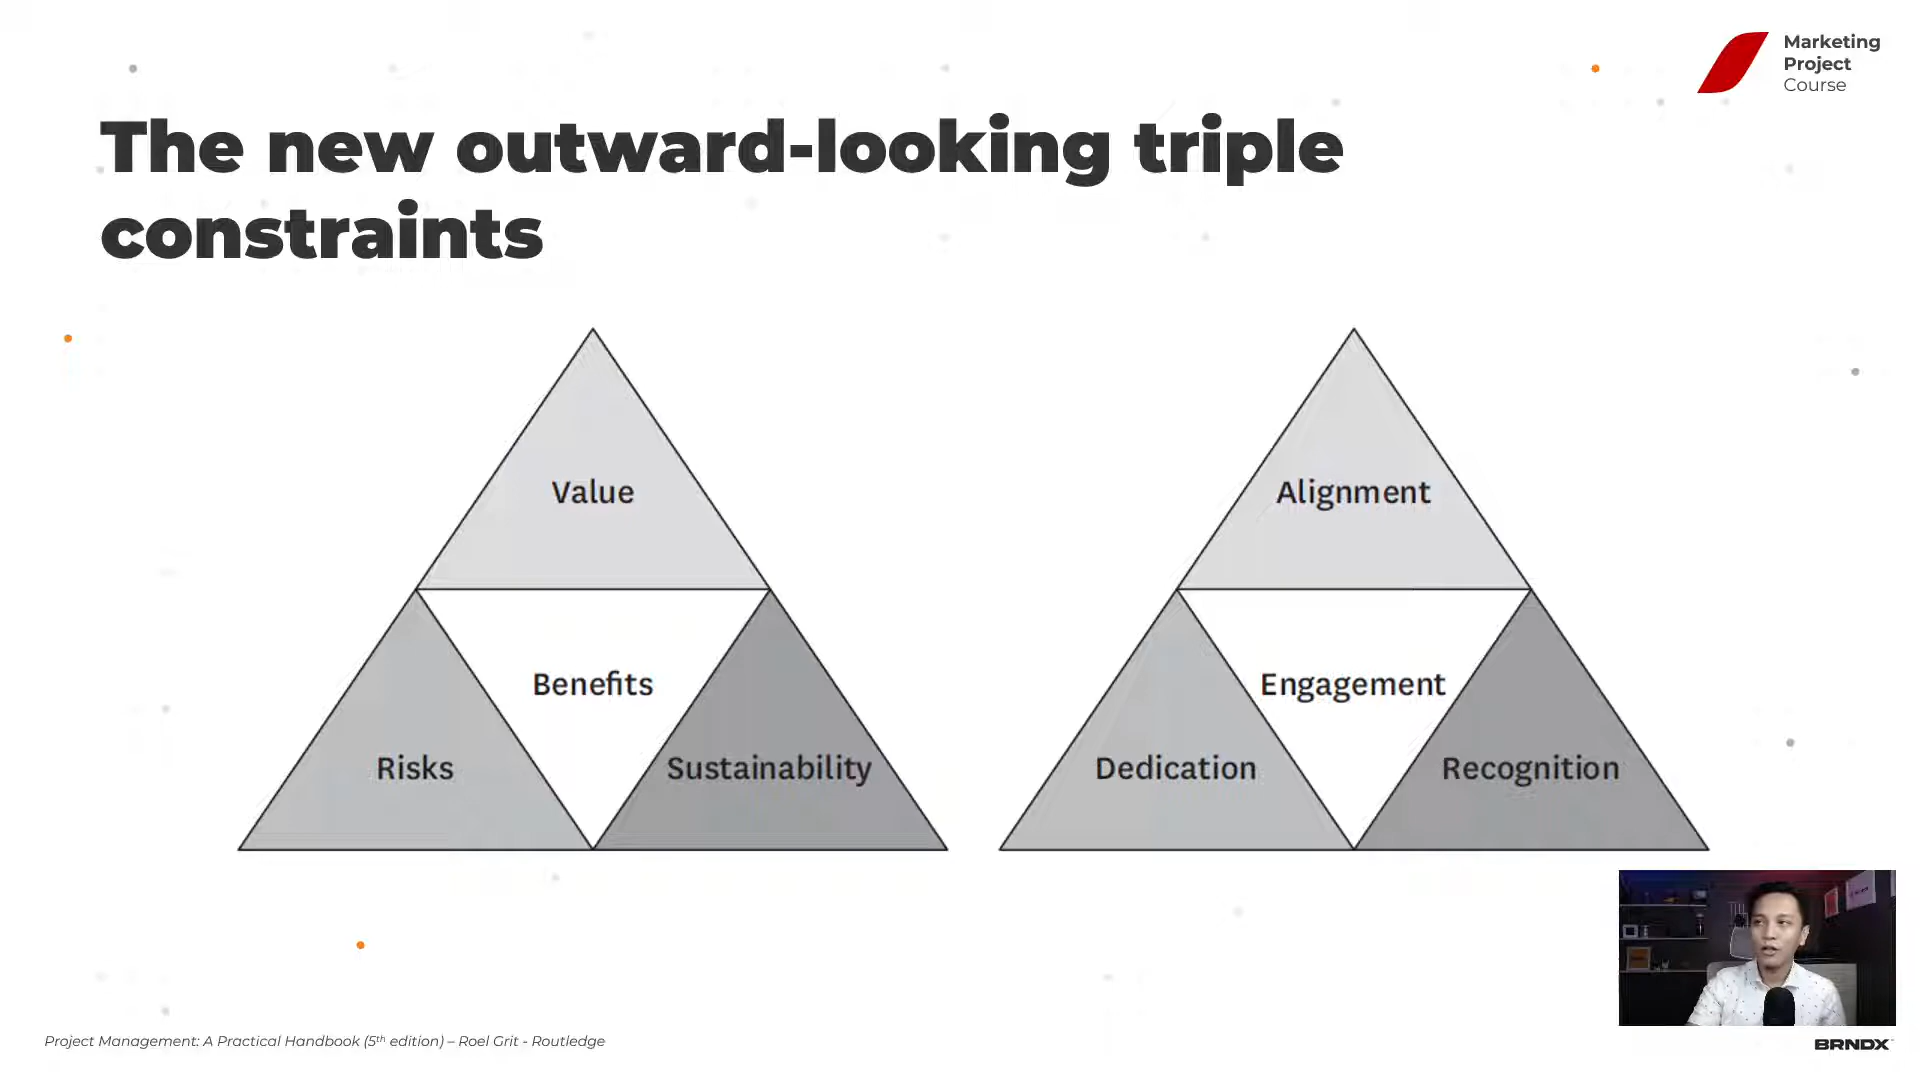 Marketing
Project
Course
The new outward-looking triple
constraints
Value
Benefits
Risks
Sustainability
Alignment
Engagement
Dedication
Recognition
Project Management: A Practical Handbook (5th edition) – Roel Grit - Routledge
BRNDX